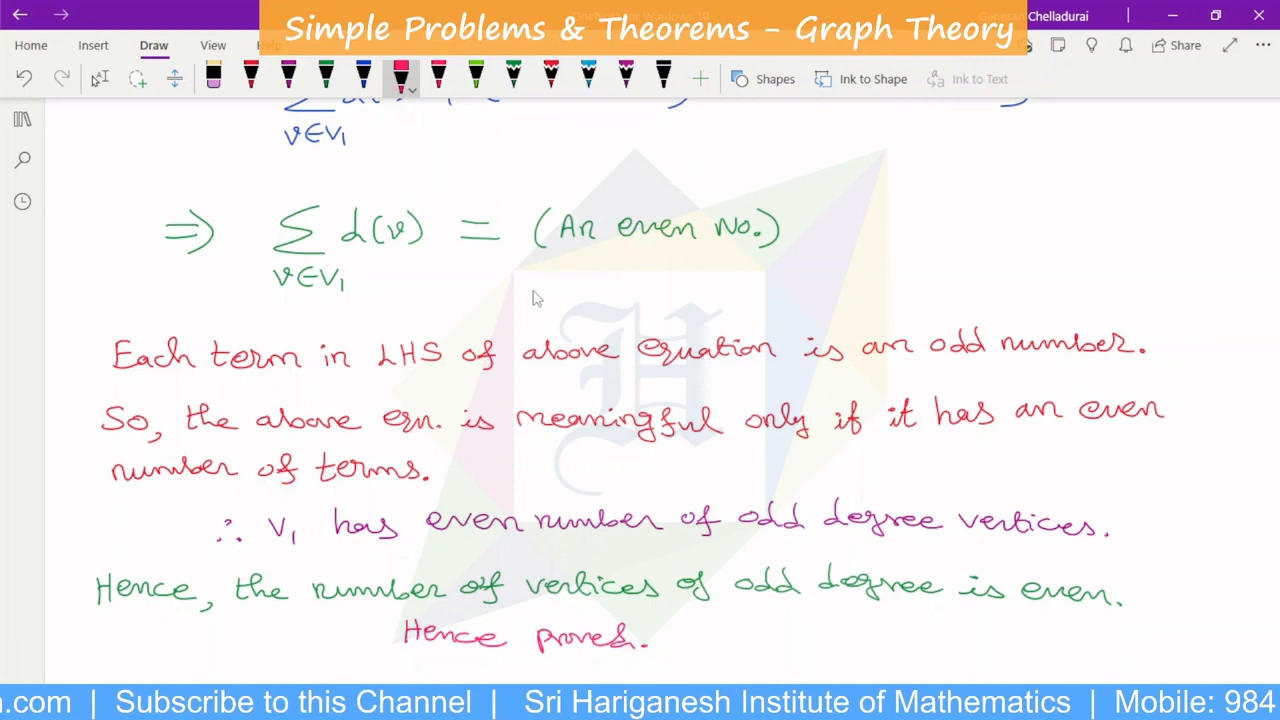 Simple Problems & Theorems - Graph Theory
Chelladurai
Home Insert Draw View
Share
Shapes Ink to Shape Ink to Text
v∈V₁
⇒ ∑ d(v) = (An even No.)
v∈V₁
Each term in LHS of above equation is an odd number.
So, the above eqn. is meaningful only if it has an even
number of terms.
∴ V₁ has even number of odd degree vertices.
Hence, the number of vertices of odd degree is even.
Hence proved.
n.com | Subscribe to this Channel | Sri Hariganesh Institute of Mathematics | Mobile: 984